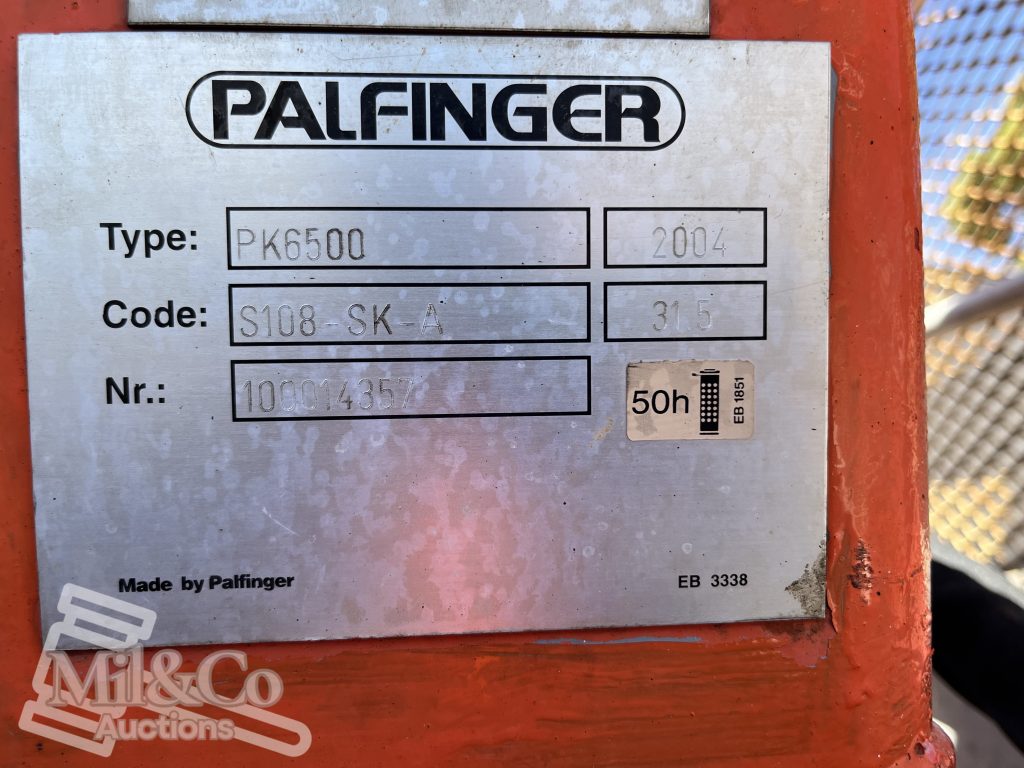 PALFINGER
Type: PK6500 2004
Code: S108-SK-A 31.5
Nr.: 100014357
50h EB 1851
Made by Palfinger EB 3338
Mil&Co
Auctions